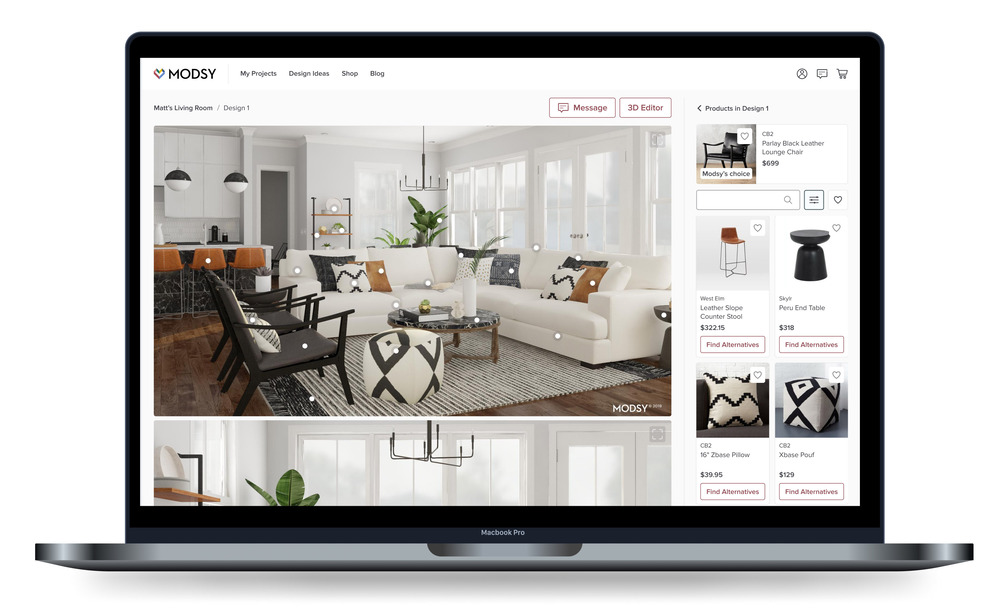 MODSY
My Projects
Design Ideas
Shop
Blog
Matt's Living Room / Design 1
Message
3D Editor
MODSY © 2019
Products in Design 1
CB2
Parlay Black Leather
Lounge Chair
$699
Modsy's choice
West Elm
Leather Slope
Counter Stool
$322.15
Find Alternatives
Skylr
Peru End Table
$318
Find Alternatives
CB2
16" Zbase Pillow
$39.95
Find Alternatives
CB2
Xbase Pouf
$129
Find Alternatives
Macbook Pro